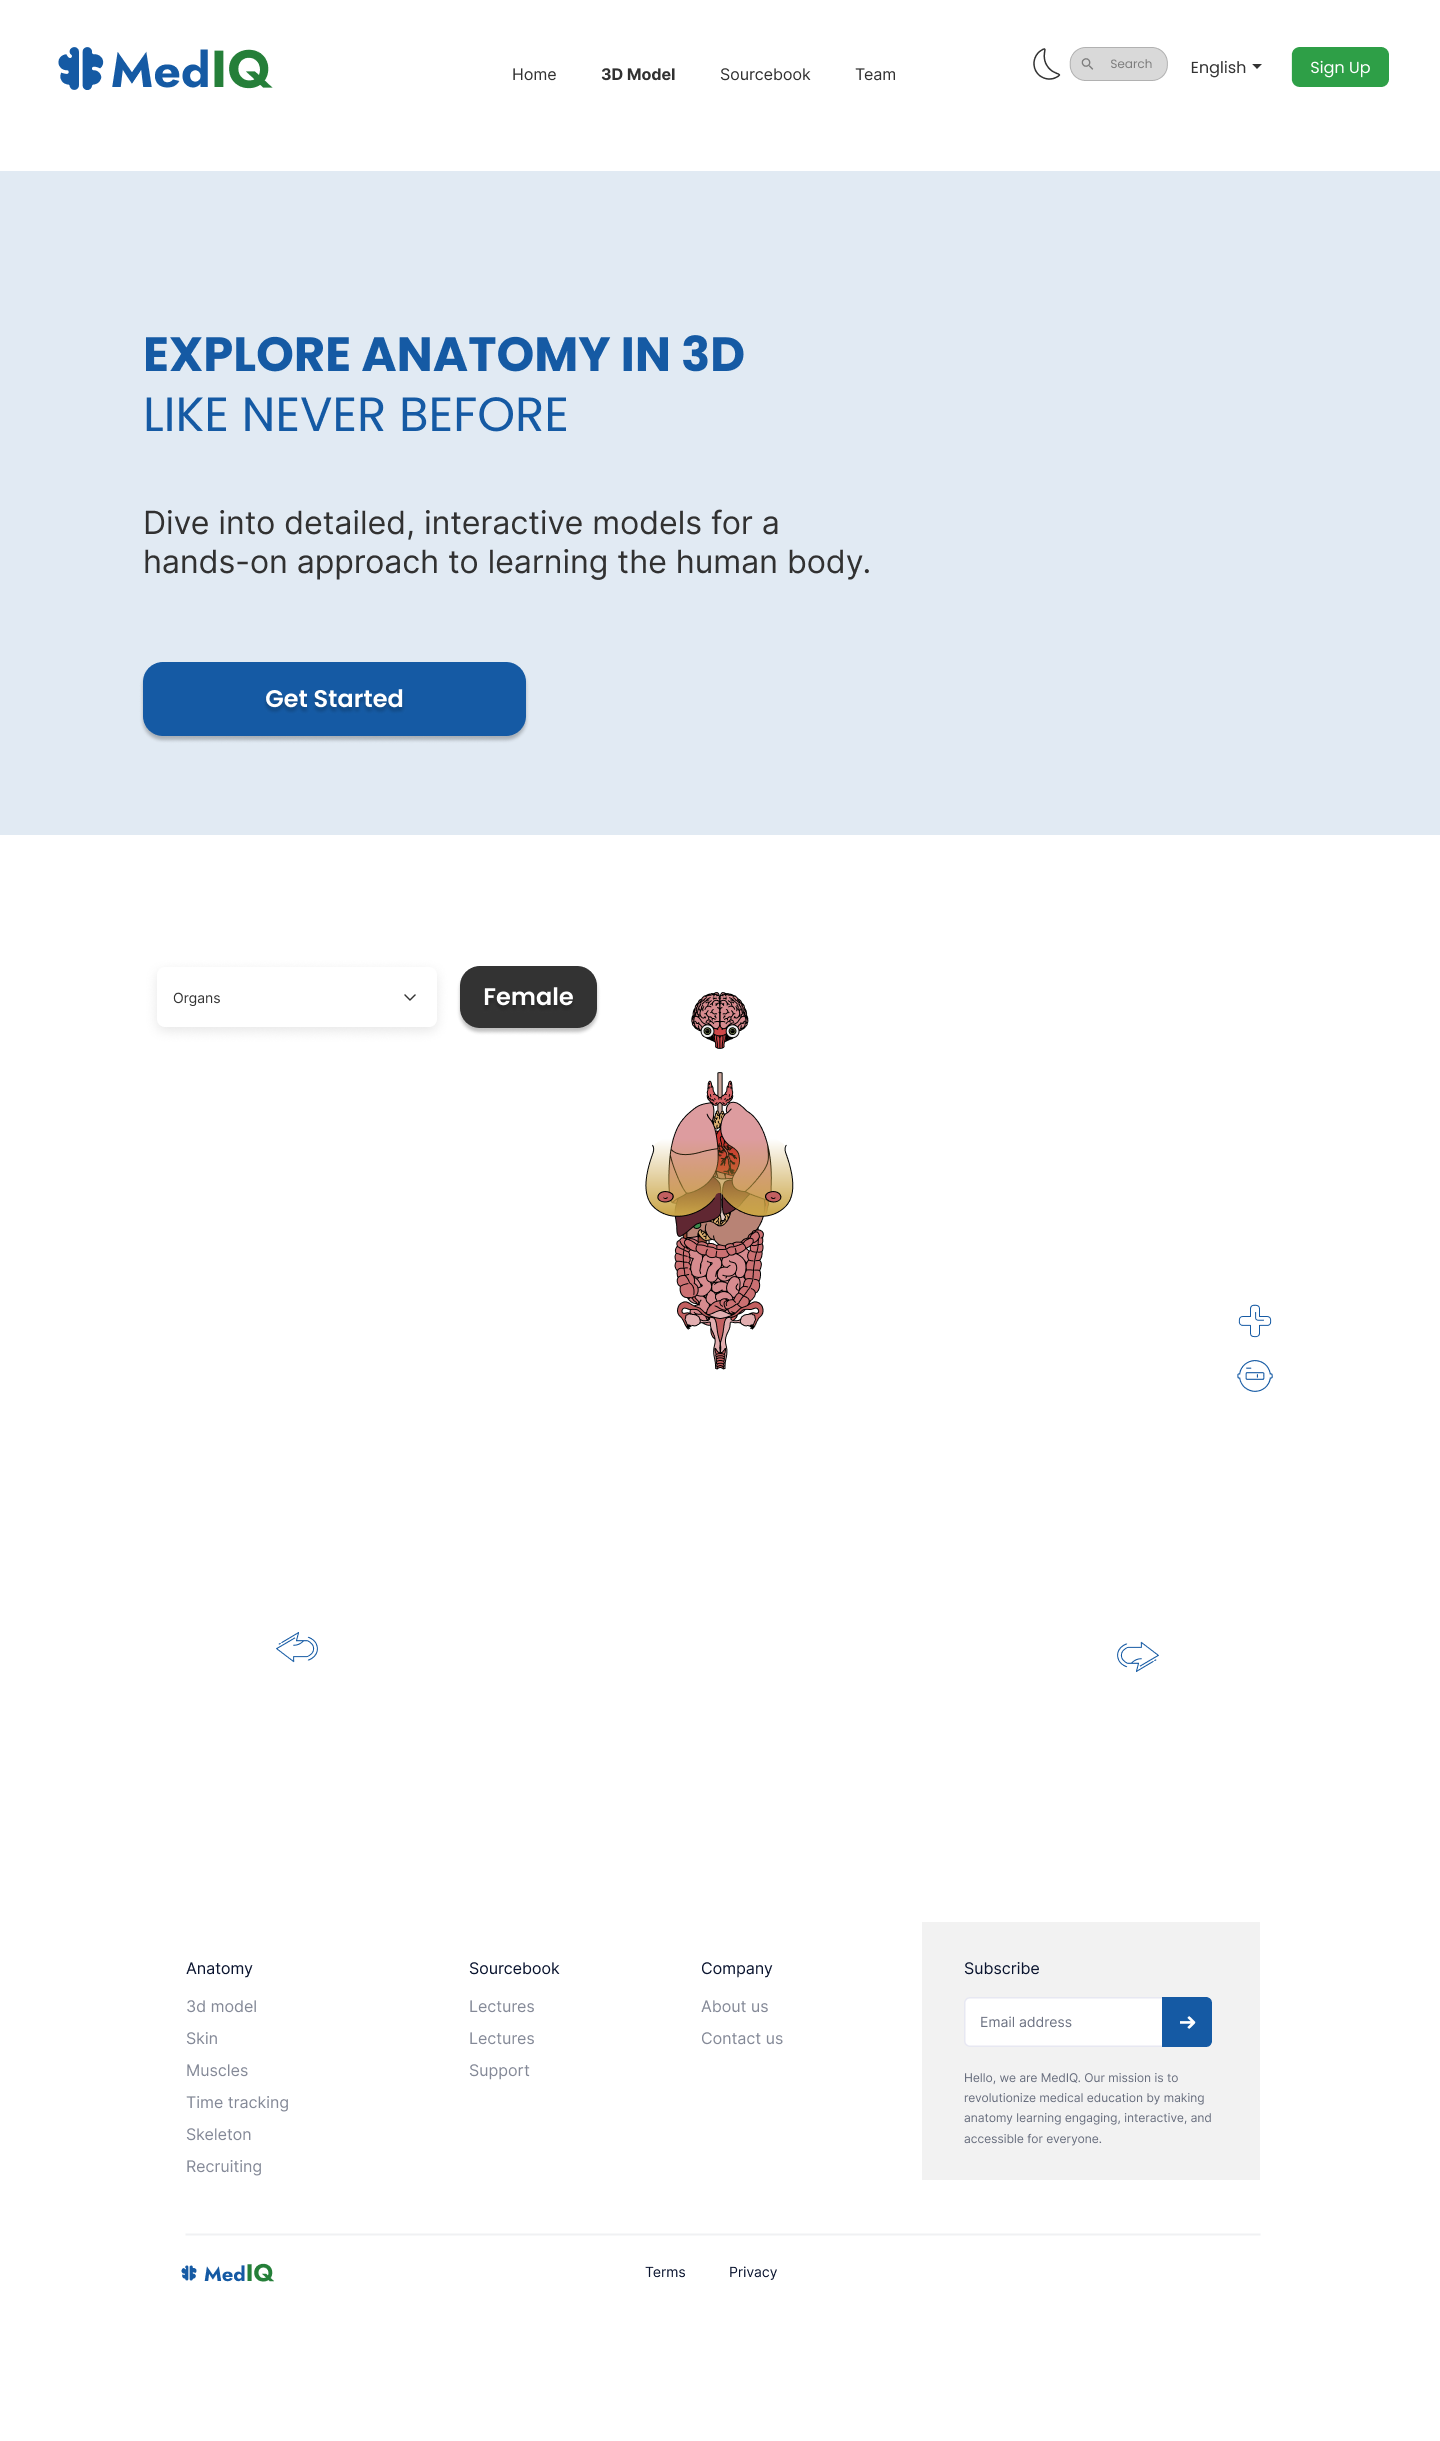 MedIQ
Home
3D Model
Sourcebook
Team
Search
English
Sign Up
EXPLORE ANATOMY IN 3D
LIKE NEVER BEFORE
Dive into detailed, interactive models for a
hands-on approach to learning the human body.
Get Started
Organs
Female
Anatomy
3d model
Skin
Muscles
Time tracking
Skeleton
Recruiting
Sourcebook
Lectures
Lectures
Support
Company
About us
Contact us
Subscribe
Email address
Hello, we are MedIQ. Our mission is to
revolutionize medical education by making
anatomy learning engaging, interactive, and
accessible for everyone.
MedIQ
Terms
Privacy